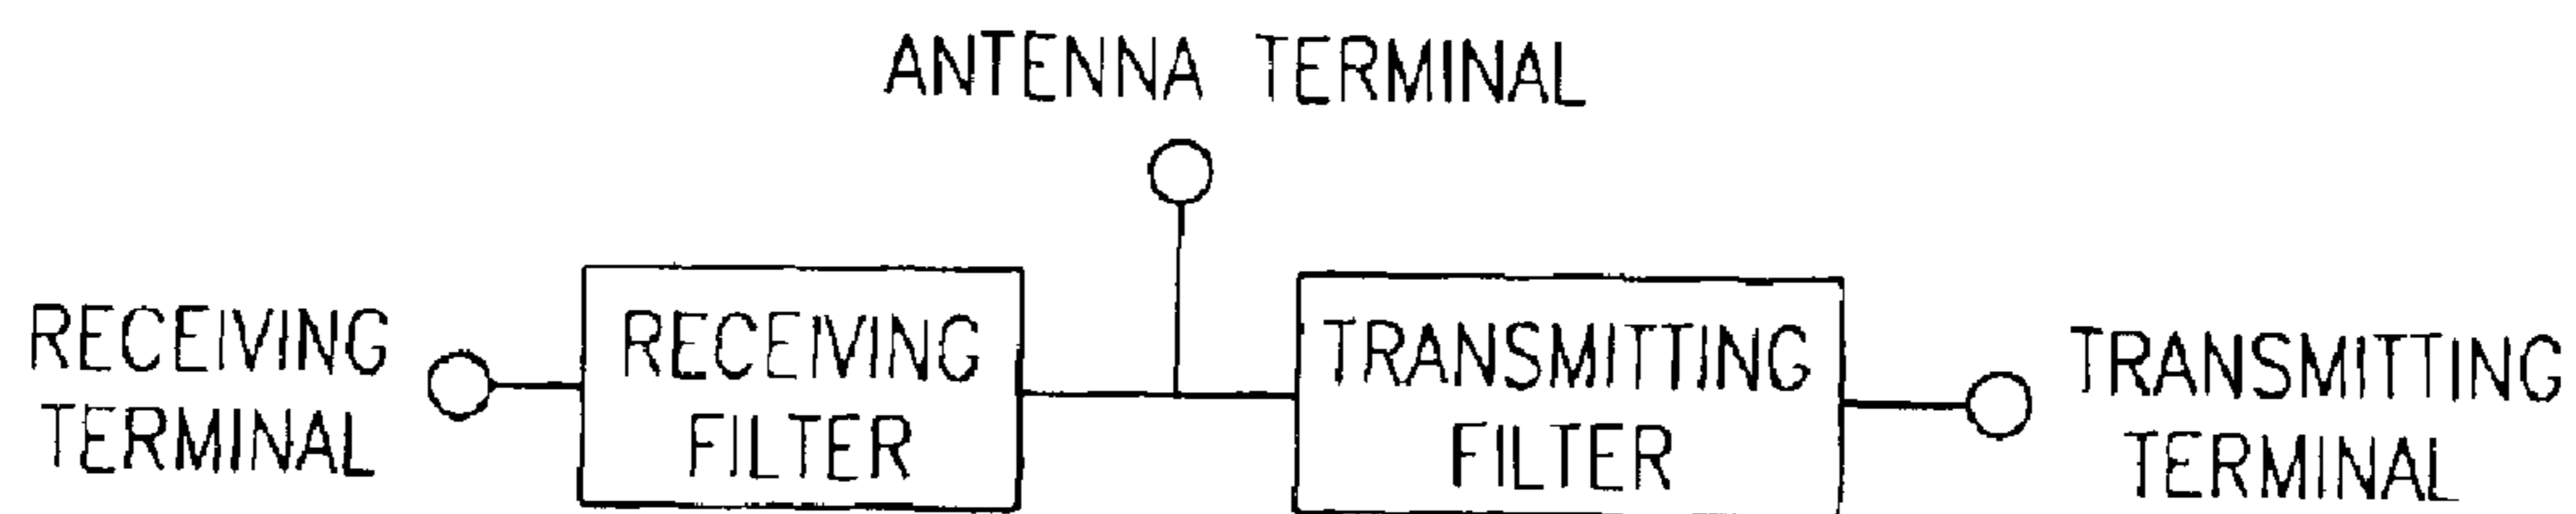 ANTENNA TERMINAL
RECEIVING
TERMINAL
RECEIVING
FILTER
TRANSMITTING
FILTER
TRANSMITTING
TERMINAL